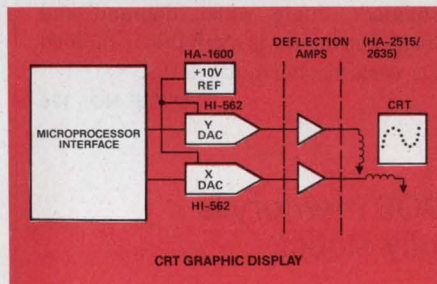 DEFLECTION (HA-2515/
AMPS 2635)
HA-1600
+10V
REF
HI-562
CRT
MICROPROCESSOR
INTERFACE
Y
DAC
X
DAC
HI-562
CRT GRAPHIC DISPLAY